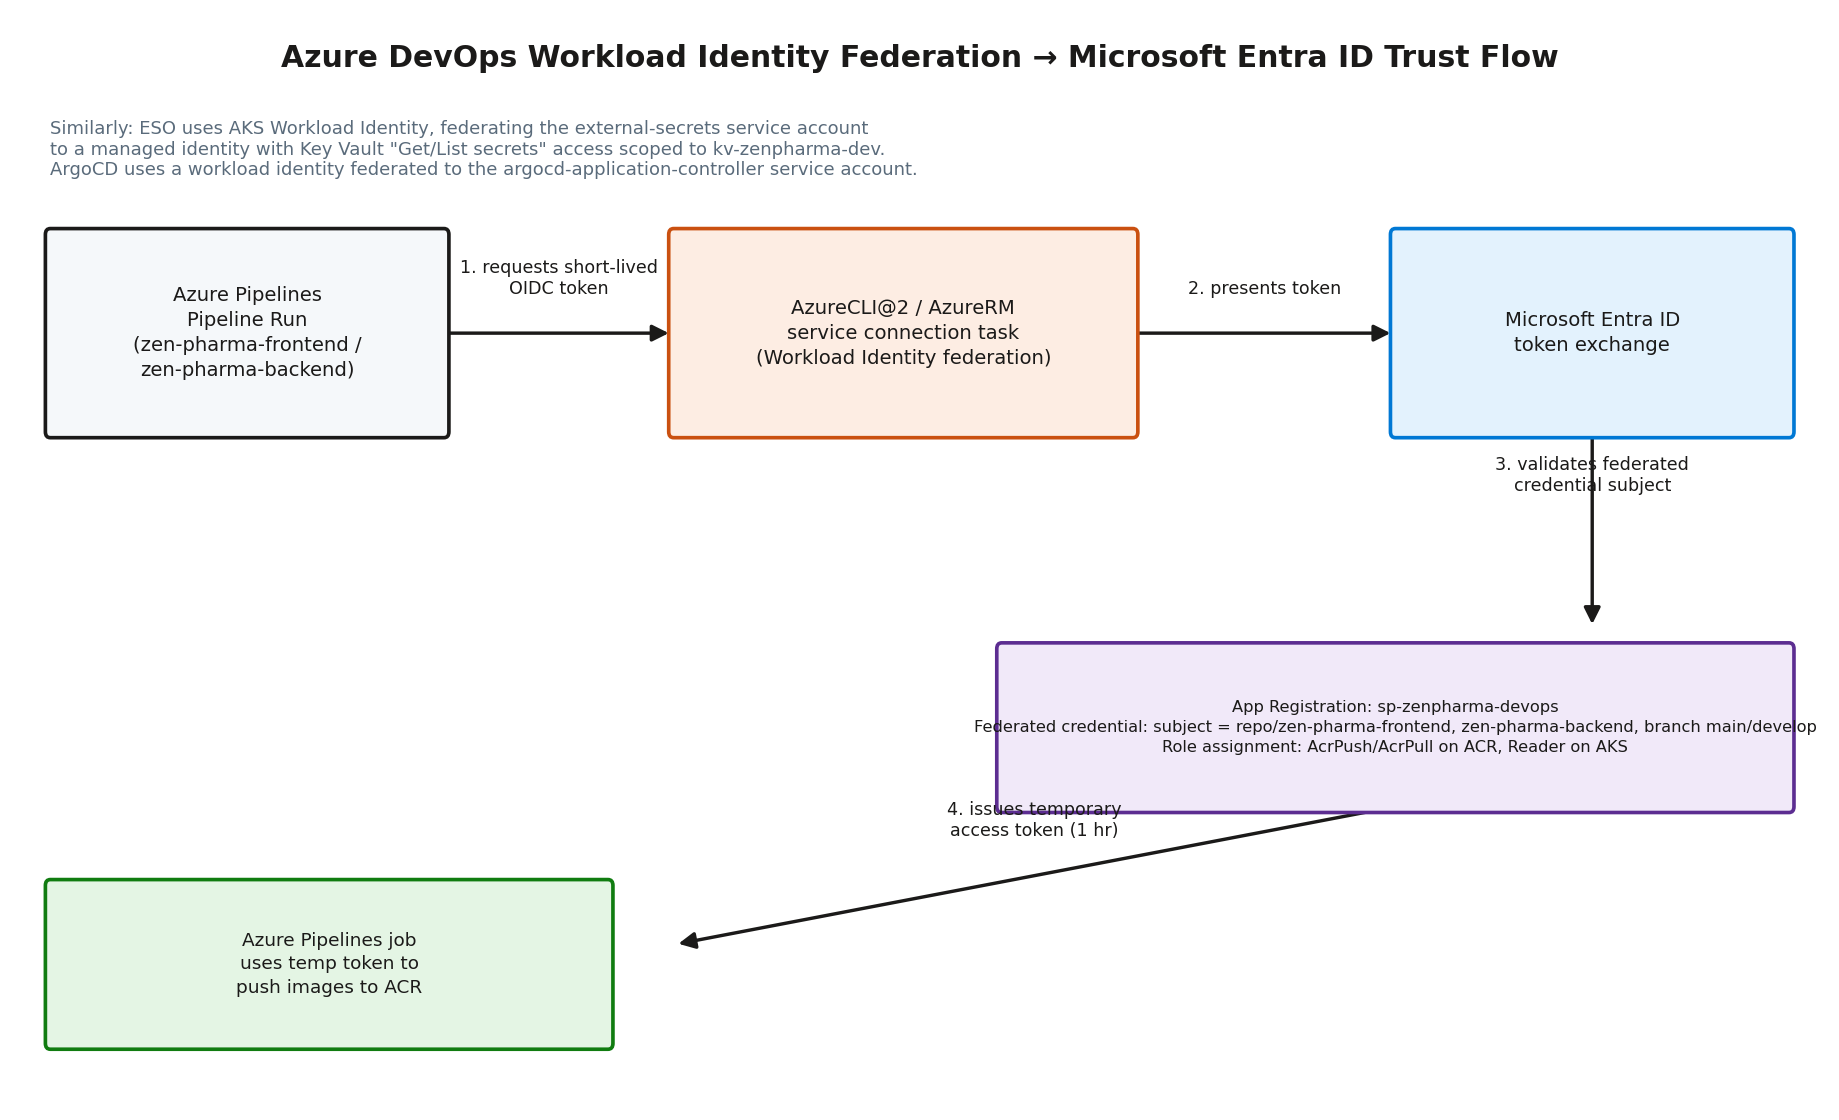 Azure DevOps Workload Identity Federation → Microsoft Entra ID Trust Flow
Similarly: ESO uses AKS Workload Identity, federating the external-secrets service account
to a managed identity with Key Vault "Get/List secrets" access scoped to kv-zenpharma-dev.
ArgoCD uses a workload identity federated to the argocd-application-controller service account.
Azure Pipelines
Pipeline Run
(zen-pharma-frontend /
zen-pharma-backend)
1. requests short-lived
OIDC token
AzureCLI@2 / AzureRM
service connection task
(Workload Identity federation)
2. presents token
Microsoft Entra ID
token exchange
3. validates federated
credential subject
App Registration: sp-zenpharma-devops
Federated credential: subject = repo/zen-pharma-frontend, zen-pharma-backend, branch main/develop
Role assignment: AcrPush/AcrPull on ACR, Reader on AKS
4. issues temporary
access token (1 hr)
Azure Pipelines job
uses temp token to
push images to ACR